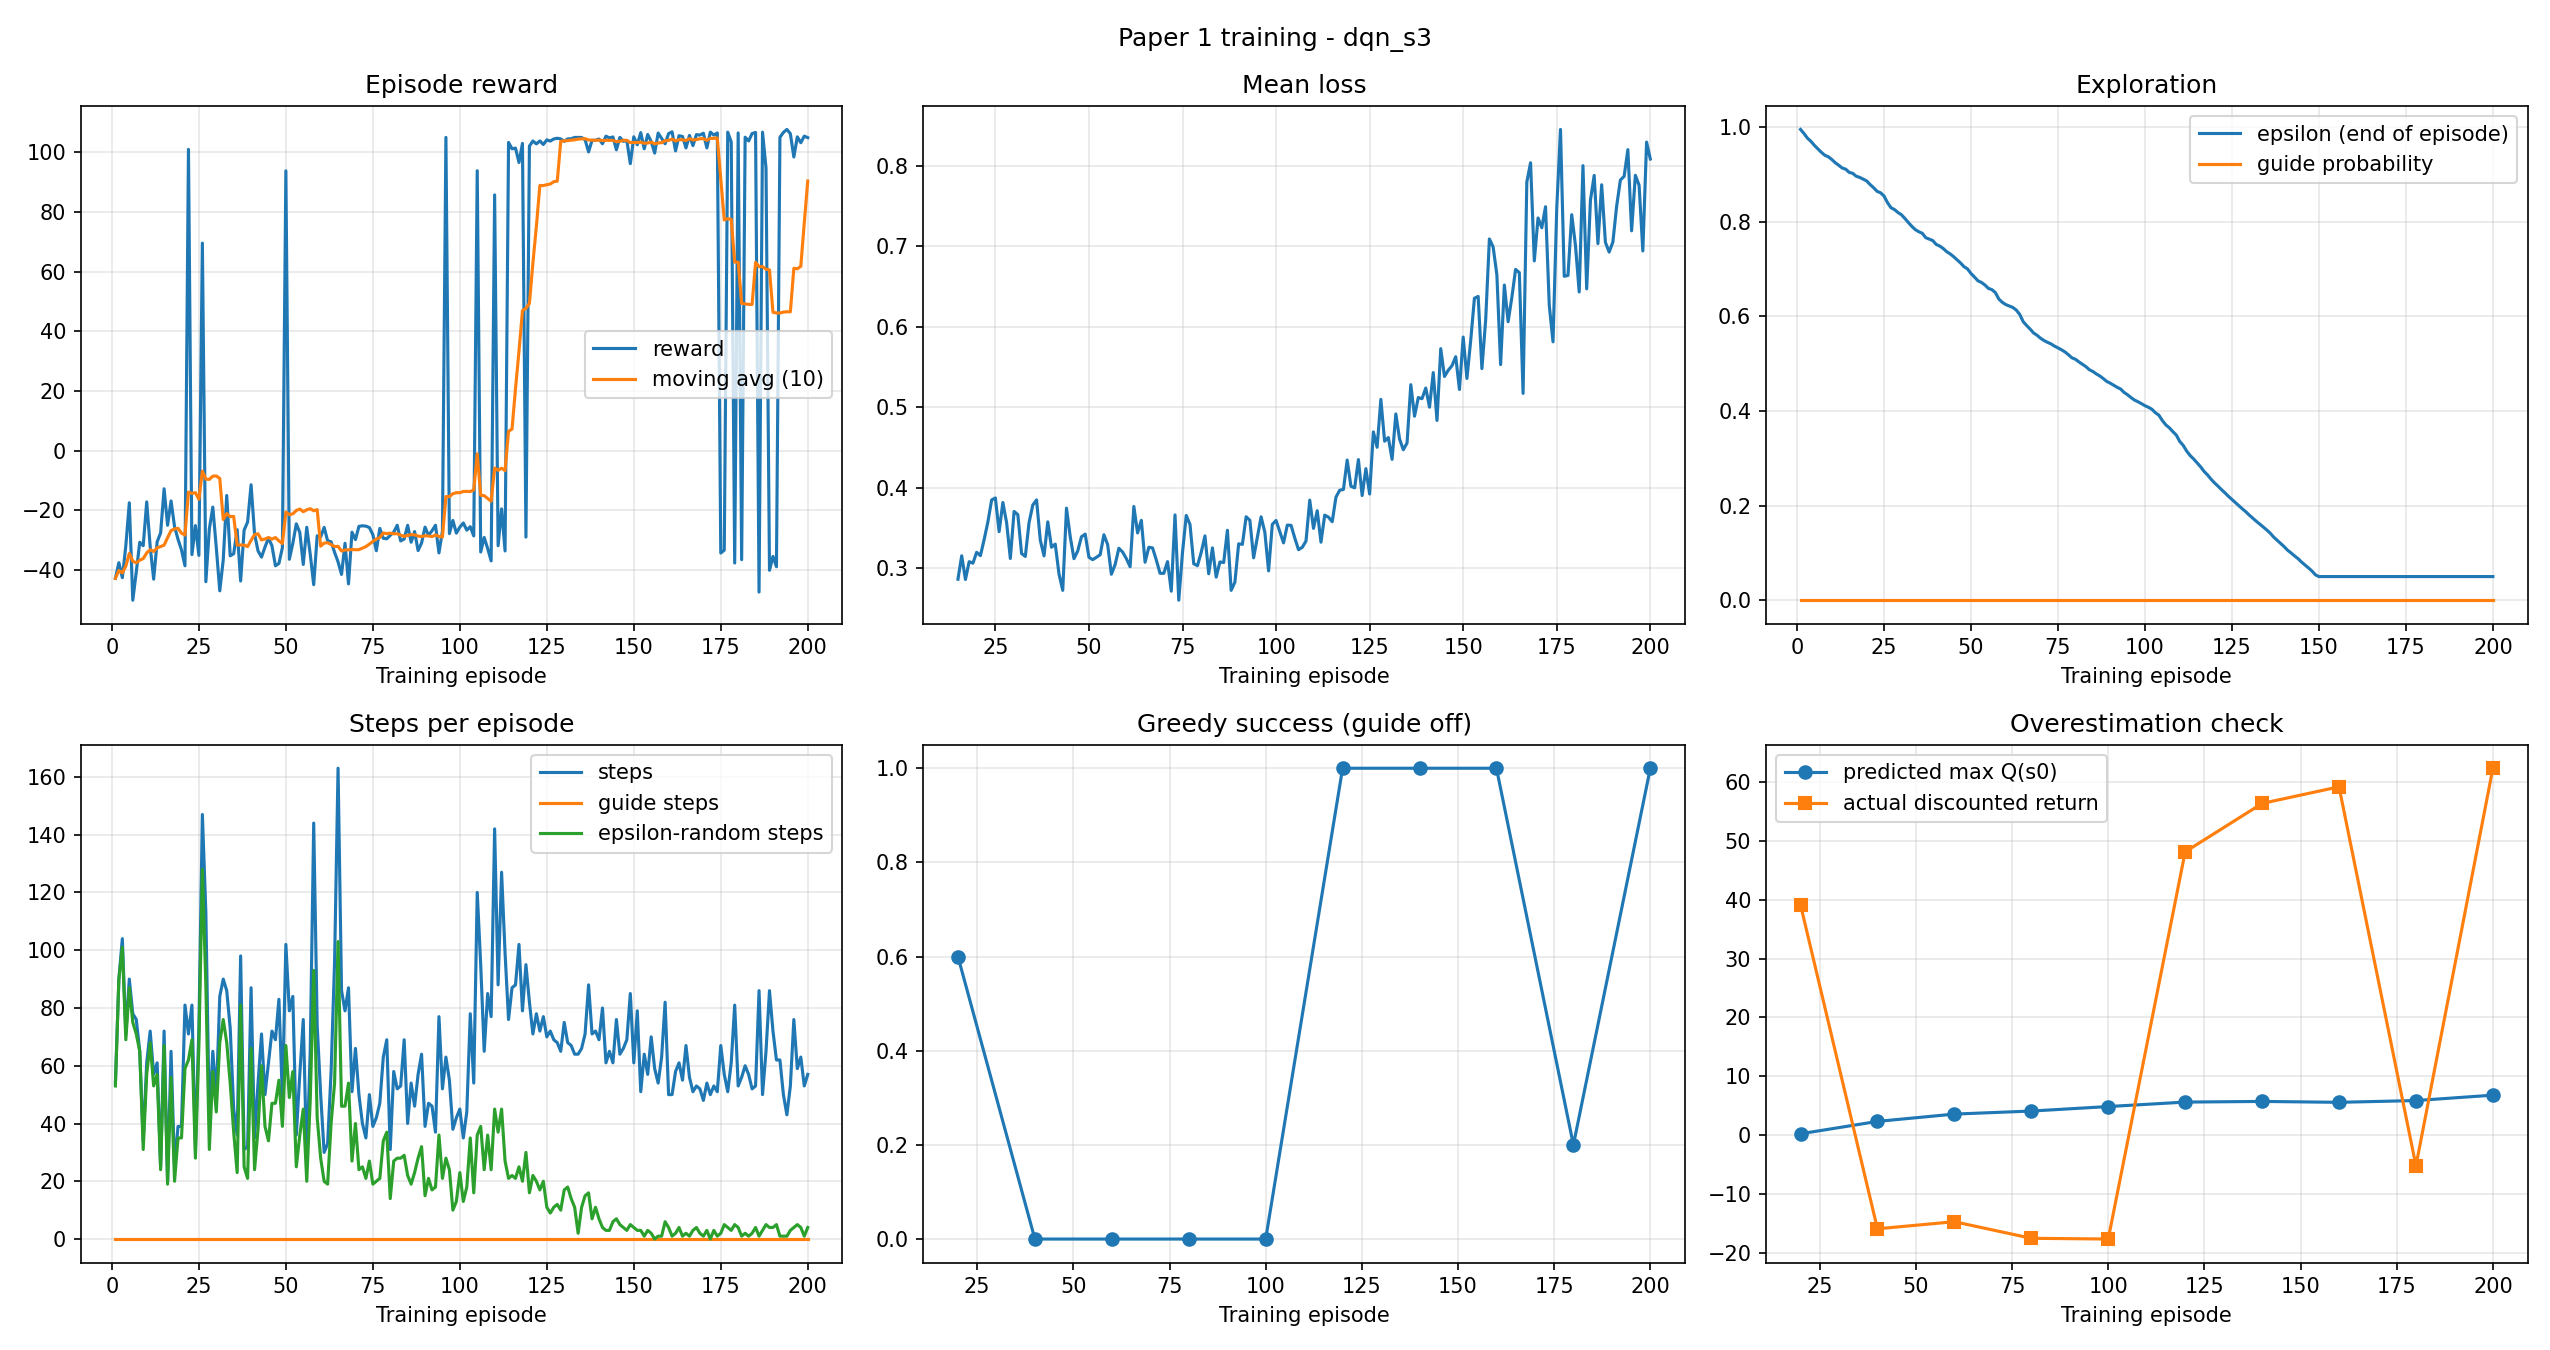 Paper 1 training - dqn_s3
Episode reward
100
80
60
40
20
0
−20
−40
reward
moving avg (10)
0 25 50 75 100 125 150 175 200
Training episode
Mean loss
0.8
0.7
0.6
0.5
0.4
0.3
25 50 75 100 125 150 175 200
Training episode
Exploration
1.0
0.8
0.6
0.4
0.2
0.0
epsilon (end of episode)
guide probability
0 25 50 75 100 125 150 175 200
Training episode
Steps per episode
160
140
120
100
80
60
40
20
0
steps
guide steps
epsilon-random steps
0 25 50 75 100 125 150 175 200
Training episode
Greedy success (guide off)
1.0
0.8
0.6
0.4
0.2
0.0
25 50 75 100 125 150 175 200
Training episode
Overestimation check
60
50
40
30
20
10
0
−10
−20
predicted max Q(s0)
actual discounted return
25 50 75 100 125 150 175 200
Training episode